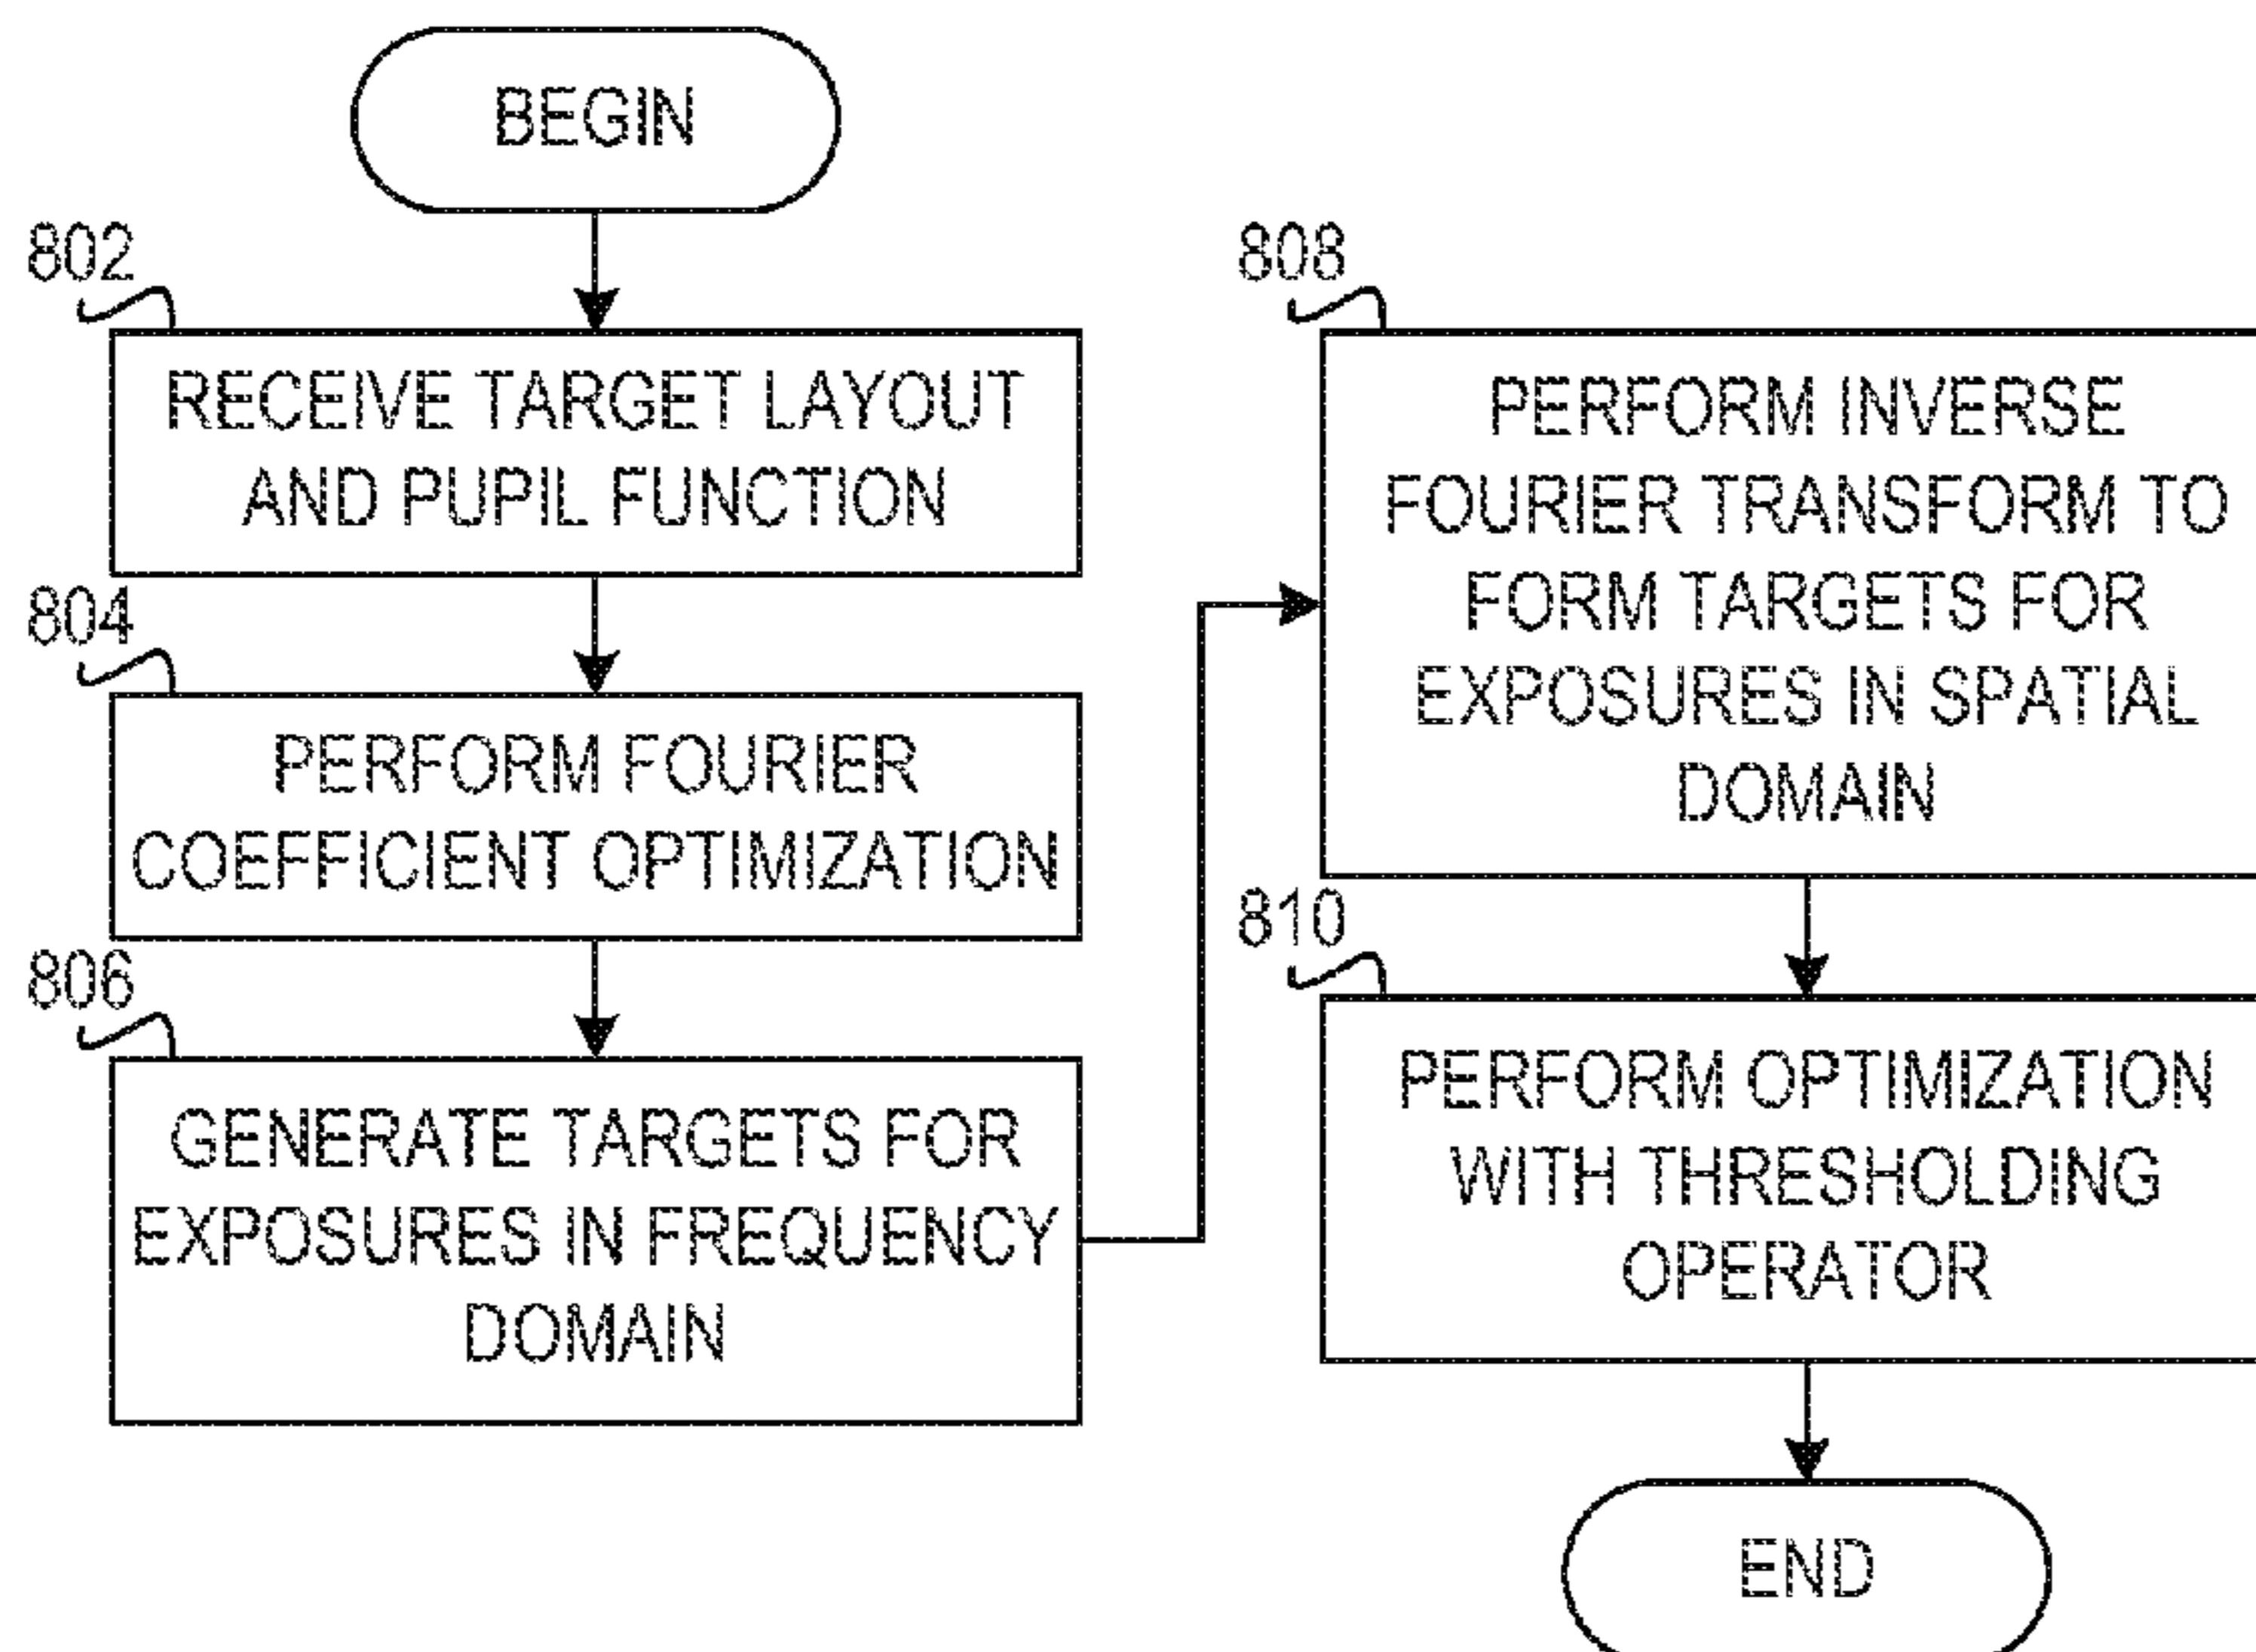 BEGIN
802
RECEIVE TARGET LAYOUT
AND PUPIL FUNCTION
804
PERFORM FOURIER
COEFFICIENT OPTIMIZATION
806
GENERATE TARGETS FOR
EXPOSURES IN FREQUENCY
DOMAIN
808
PERFORM INVERSE
FOURIER TRANSFORM TO
FORM TARGETS FOR
EXPOSURES IN SPATIAL
DOMAIN
810
PERFORM OPTIMIZATION
WITH THRESHOLDING
OPERATOR
END